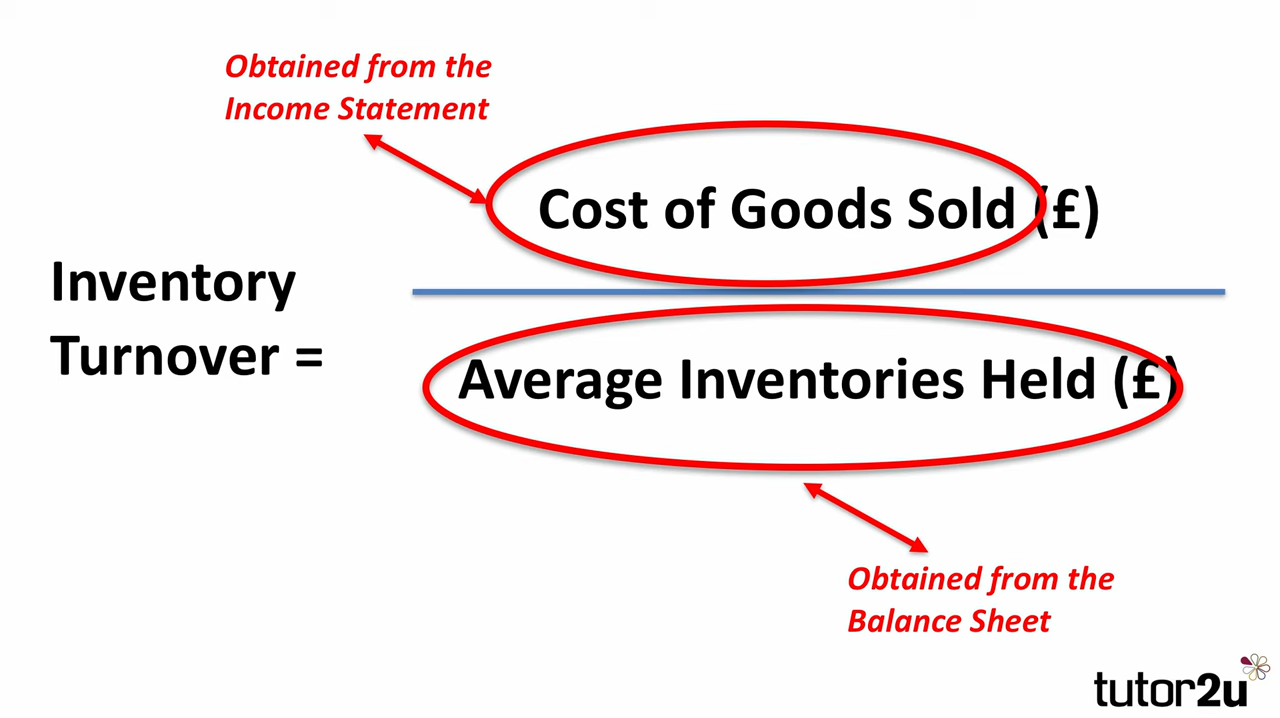 Obtained from the
Income Statement
Cost of Goods Sold (£)
Inventory
Turnover =
Average Inventories Held (£)
Obtained from the
Balance Sheet
tutor2u